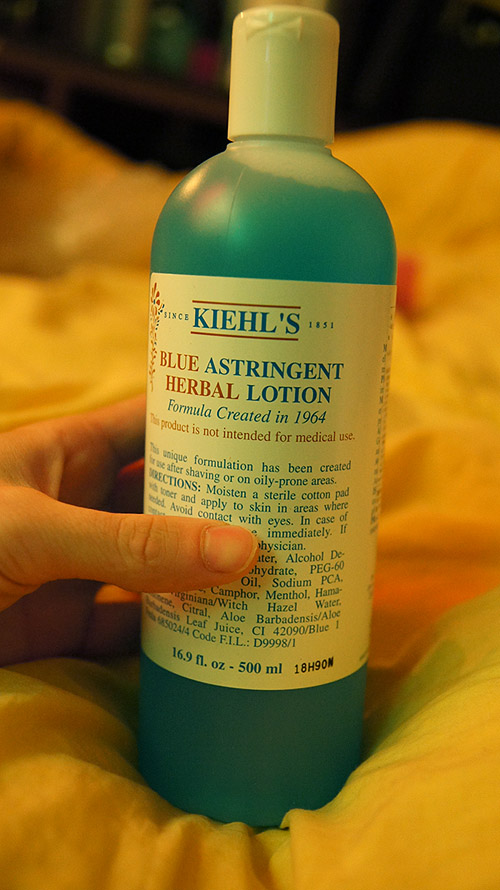 SINCE KIEHL'S 1851
BLUE ASTRINGENT
HERBAL LOTION
Formula Created in 1964
This product is not intended for medical use.
This unique formulation has been created
for use after shaving or on oily-prone areas.
DIRECTIONS: Moisten a sterile cotton pad
with toner and apply to skin in areas where
needed. Avoid contact with eyes. In case of
immediately. If
physician.
Alcohol De-
PEG-60
Oil, Sodium PCA,
Camphor, Menthol, Hama-
Witch Hazel Water,
Citral, Aloe Barbadensis/Aloe
Barbadensis Leaf Juice, CI 42090/Blue 1
685024/4 Code F.I.L.: D9998/1
16.9 fl. oz - 500 ml 18H90N